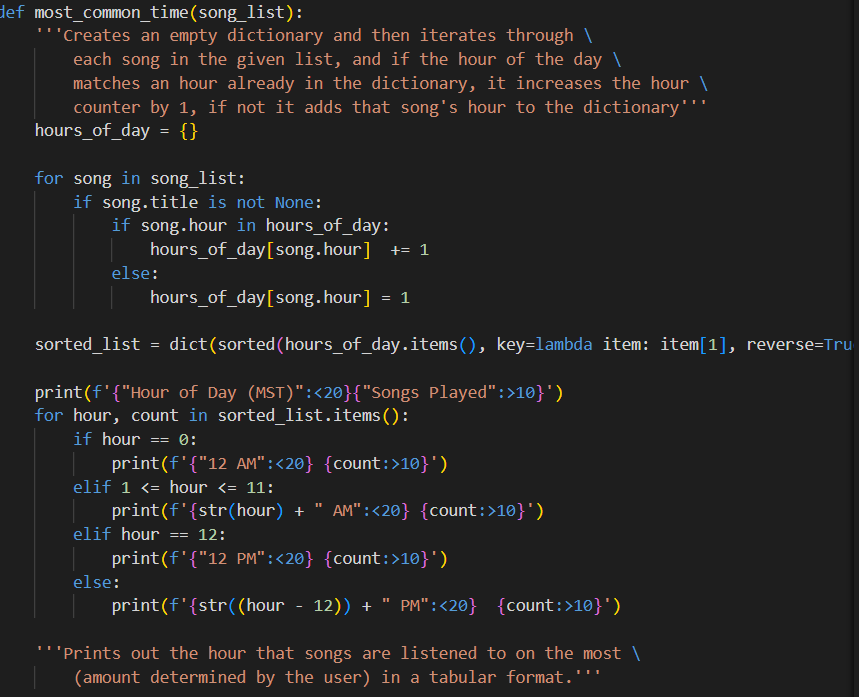 def most_common_time(song_list):
    '''Creates an empty dictionary and then iterates through \
        each song in the given list, and if the hour of the day \
        matches an hour already in the dictionary, it increases the hour \
        counter by 1, if not it adds that song's hour to the dictionary'''
    hours_of_day = {}
    for song in song_list:
        if song.title is not None:
            if song.hour in hours_of_day:
                hours_of_day[song.hour]  += 1
            else:
                hours_of_day[song.hour] = 1
    sorted_list = dict(sorted(hours_of_day.items(), key=lambda item: item[1], reverse=Tru
    print(f'{"Hour of Day (MST)":<20}{"Songs Played":>10}')
    for hour, count in sorted_list.items():
        if hour == 0:
            print(f'{"12 AM":<20} {count:>10}')
        elif 1 <= hour <= 11:
            print(f'{str(hour) + " AM":<20} {count:>10}')
        elif hour == 12:
            print(f'{"12 PM":<20} {count:>10}')
        else:
            print(f'{str((hour - 12)) + " PM":<20}  {count:>10}')
    '''Prints out the hour that songs are listened to on the most \
        (amount determined by the user) in a tabular format.'''